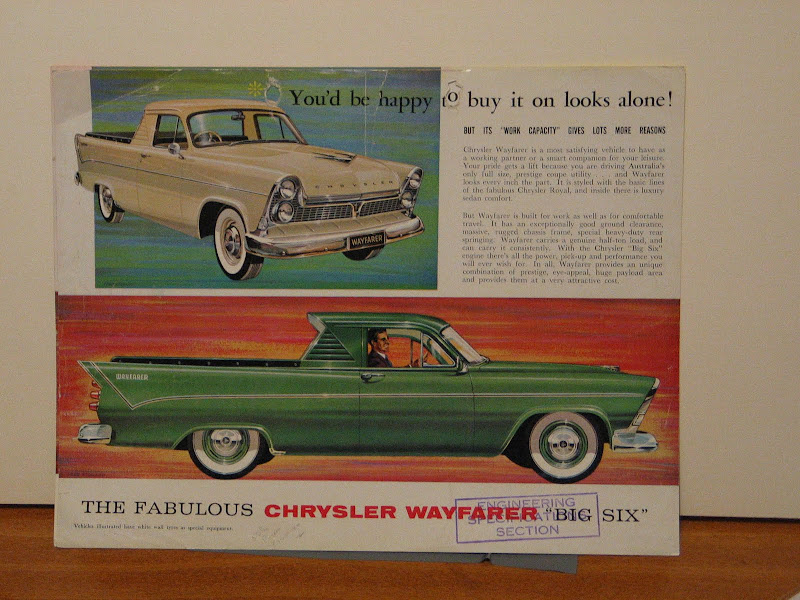 You'd be happy to buy it on looks alone!
BUT ITS "WORK CAPACITY" GIVES LOTS MORE REASONS
Chrysler Wayfarer is a most satisfying vehicle to have as
a working partner or a smart companion for your leisure.
Your pride gets a lift because you are driving Australia's
only full size, prestige coupe utility . . . and Wayfarer
looks every inch the part. It is styled with the basic lines
of the fabulous Chrysler Royal, and inside there is luxury
sedan comfort.
But Wayfarer is built for work as well as for comfortable
travel. It has an exceptionally good ground clearance,
massive, rugged chassis frame, special heavy-duty rear
springing. Wayfarer carries a genuine half-ton load, and
can carry it consistently. With the Chrysler "Big Six"
engine there's all the power, pick-up and performance you
will ever wish for. In all, Wayfarer provides an unique
combination of prestige, eye-appeal, huge payload area
and provides them at a very attractive cost.
CHRYSLER
WAYFARER
WAYFARER
THE FABULOUS CHRYSLER WAYFARER "BIG SIX"
ENGINEERING
SPECIFICATIONS
SECTION
Vehicles illustrated have white wall tyres as special equipment.